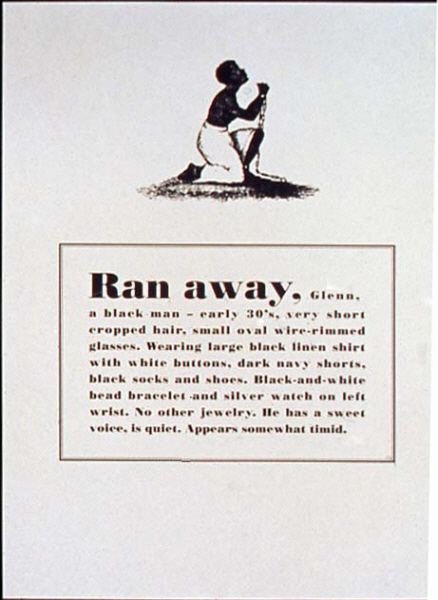 Ran away, Glenn,
a black man – early 30's, very short
cropped hair, small oval wire-rimmed
glasses. Wearing large black linen shirt
with white buttons, dark navy shorts,
black socks and shoes. Black-and-white
bead bracelet and silver watch on left
wrist. No other jewelry. He has a sweet
voice, is quiet. Appears somewhat timid.